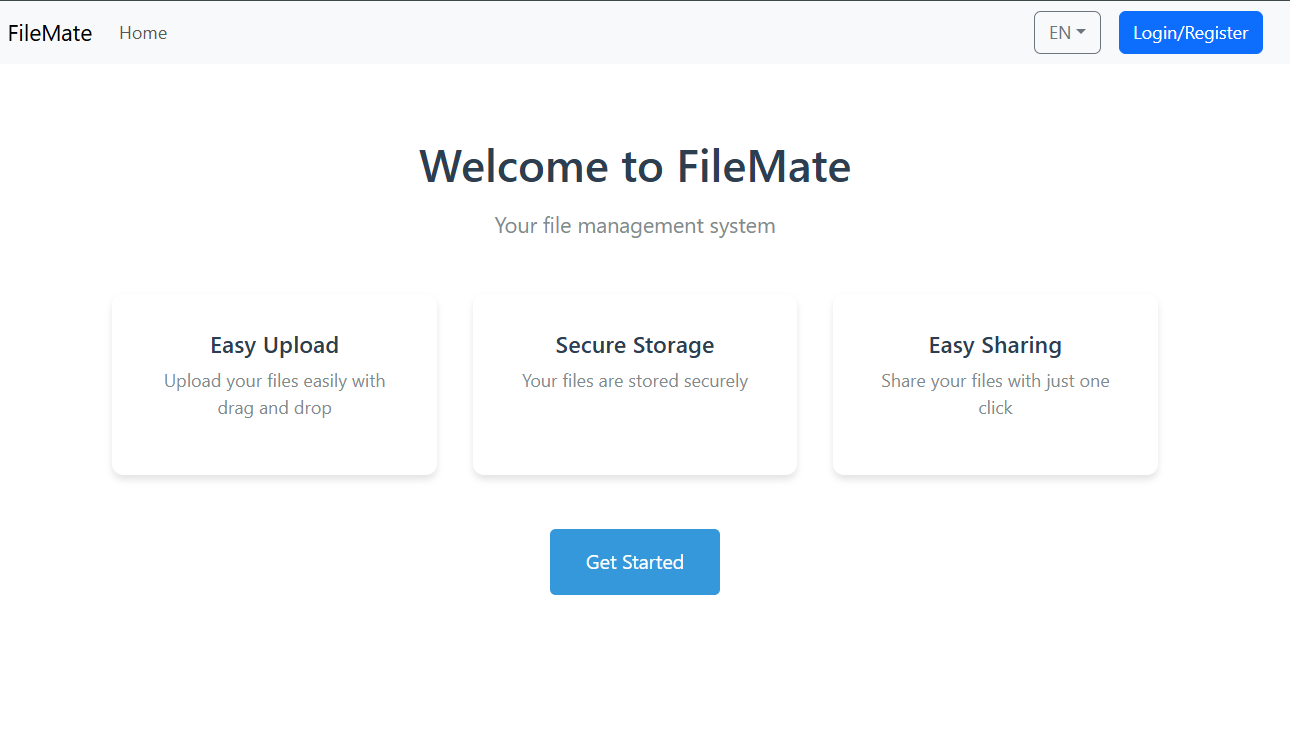 FileMate Home EN Login/Register
Welcome to FileMate
Your file management system
Easy Upload
Upload your files easily with
drag and drop
Secure Storage
Your files are stored securely
Easy Sharing
Share your files with just one
click
Get Started